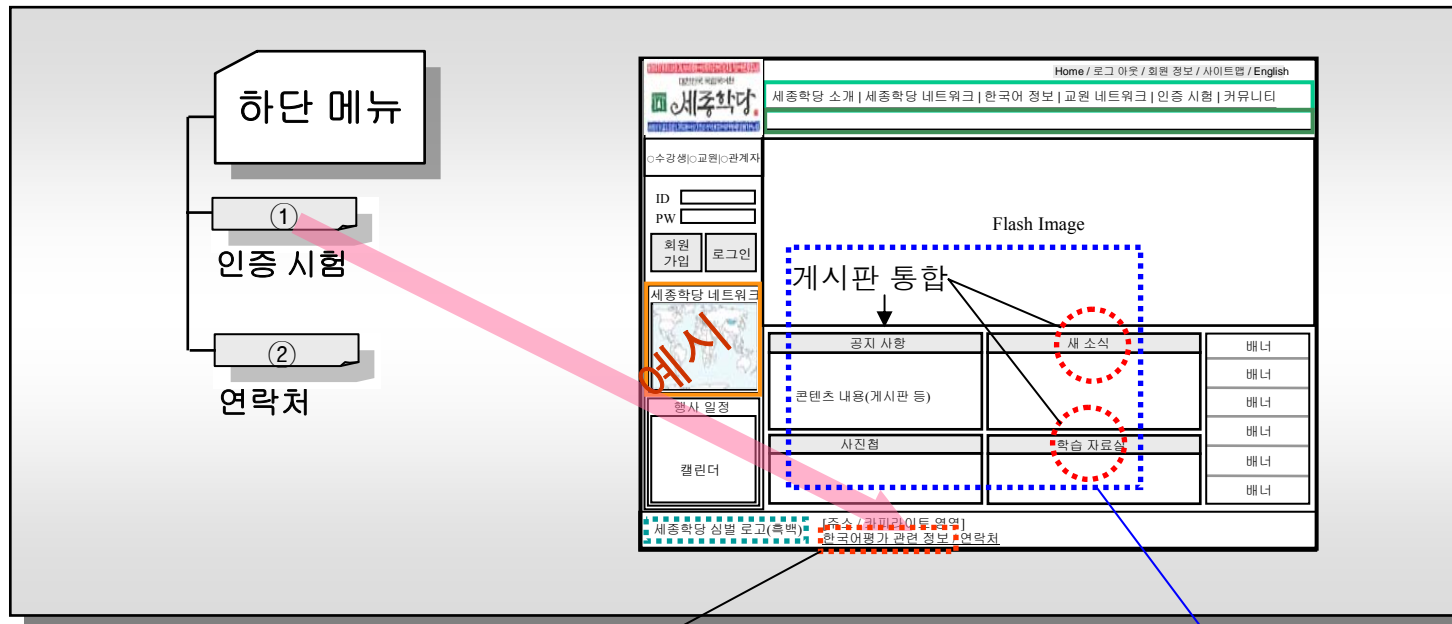 하단 메뉴
①
인증 시험
②
연락처
대한민국 국립국어원
세종학당
Home / 로그 아웃 / 회원 정보 / 사이트맵 / English
세종학당 소개 | 세종학당 네트워크 | 한국어 정보 | 교원 네트워크 | 인증 시험 | 커뮤니티
○수강생|○교원|○관계자
ID
PW
회원
가입
로그인
Flash Image
게시판 통합
세종학당 네트워크
예시
행사 일정
캘린더
공지 사항
새 소식
콘텐츠 내용(게시판 등)
사진첩
학습 자료실
배너
배너
배너
배너
배너
배너
세종학당 심벌 로고(흑백)
[주소 / 카피라이트 영역]
한국어평가 관련 정보 / 연락처